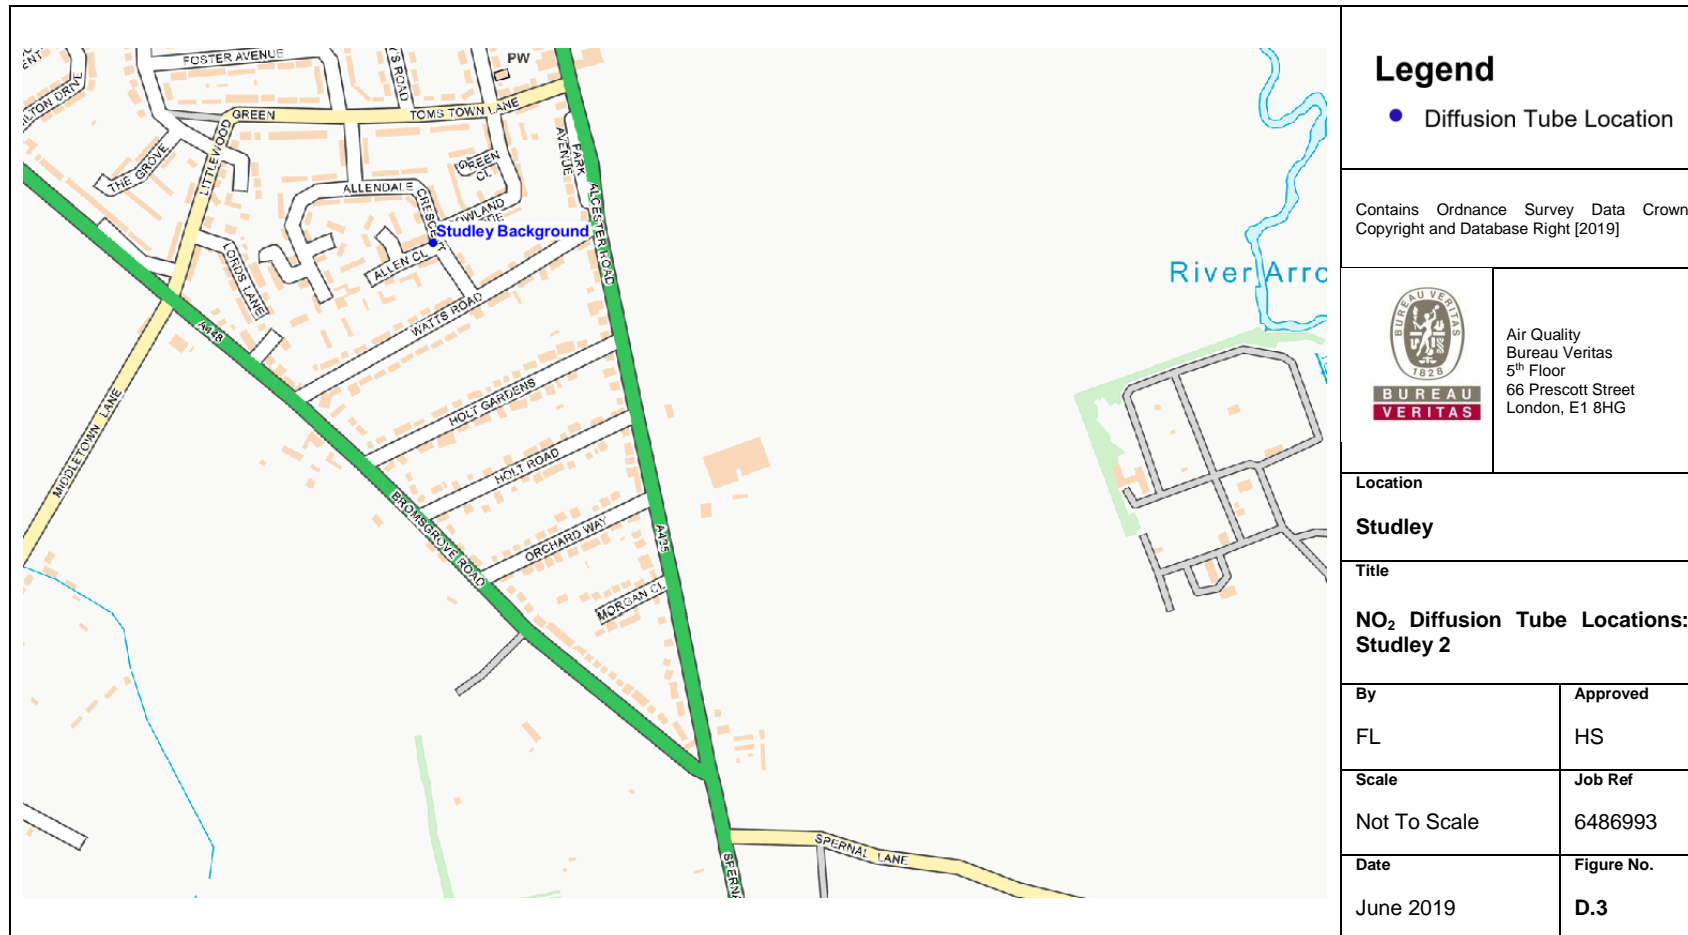 FOSTER AVENUE
PW
GREEN
TOMS TOWN LANE
THE GROVE
LITTLEWOOD
PARK
AVENUE
GREEN
CL
ALLENDALE
CRESCENT
ALCESTER ROAD
Studley Background
ALLEN CL
LORDS LANE
WATTS ROAD
A448
HOLT GARDENS
MIDDLETOWN LANE
HOLT ROAD
BROMSGROVE ROAD
ORCHARD WAY
A435
MORGAN CL
SPERNAL LANE
SPERNA
River Arro
Legend
Diffusion Tube Location
Contains Ordnance Survey Data Crown
Copyright and Database Right [2019]
BUREAU VERITAS
1828
BUREAU
VERITAS
Air Quality
Bureau Veritas
5th Floor
66 Prescott Street
London, E1 8HG
Location
Studley
Title
NO₂ Diffusion Tube Locations:
Studley 2
By
Approved
FL
HS
Scale
Job Ref
Not To Scale
6486993
Date
Figure No.
June 2019
D.3